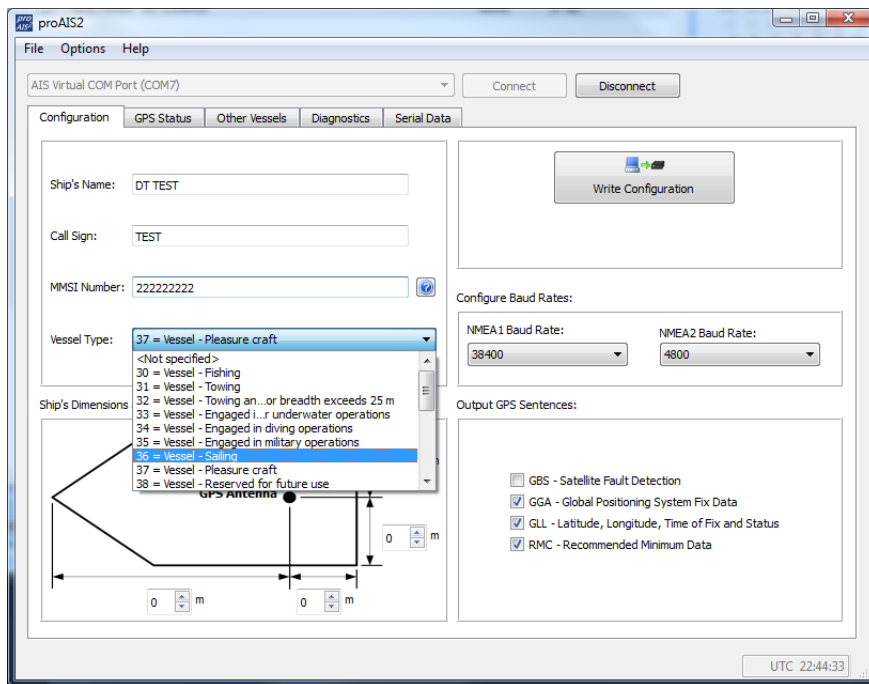 pro AIS2
proAIS2
File Options Help
AIS Virtual COM Port (COM7)
Connect
Disconnect
Configuration
GPS Status
Other Vessels
Diagnostics
Serial Data
Ship's Name:
DT TEST
Call Sign:
TEST
MMSI Number:
222222222
?
Vessel Type:
37 = Vessel - Pleasure craft
<Not specified>
30 = Vessel - Fishing
31 = Vessel - Towing
32 = Vessel - Towing an...or breadth exceeds 25 m
33 = Vessel - Engaged i...r underwater operations
34 = Vessel - Engaged in diving operations
35 = Vessel - Engaged in military operations
36 = Vessel - Sailing
37 = Vessel - Pleasure craft
38 = Vessel - Reserved for future use
Write Configuration
Configure Baud Rates:
NMEA1 Baud Rate:
38400
NMEA2 Baud Rate:
4800
Ship's Dimensions
GPS Antenna
0 m
0 m
0 m
Output GPS Sentences:
GBS - Satellite Fault Detection
GGA - Global Positioning System Fix Data
GLL - Latitude, Longitude, Time of Fix and Status
RMC - Recommended Minimum Data
UTC 22:44:33